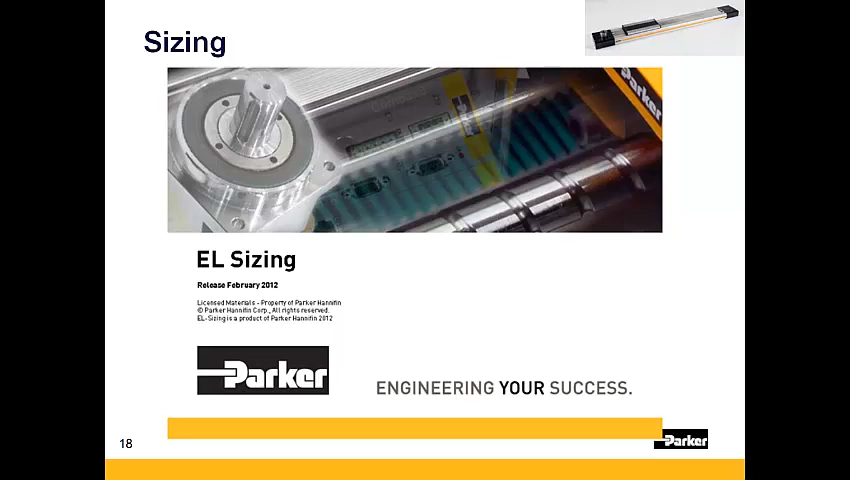 Sizing
Parker
EL Sizing
Release February 2012
Licensed Materials - Property of Parker Hannifin
© Parker Hannifin Corp., All rights reserved.
EL-Sizing is a product of Parker Hannifin 2012
Parker
ENGINEERING YOUR SUCCESS.
18
Parker